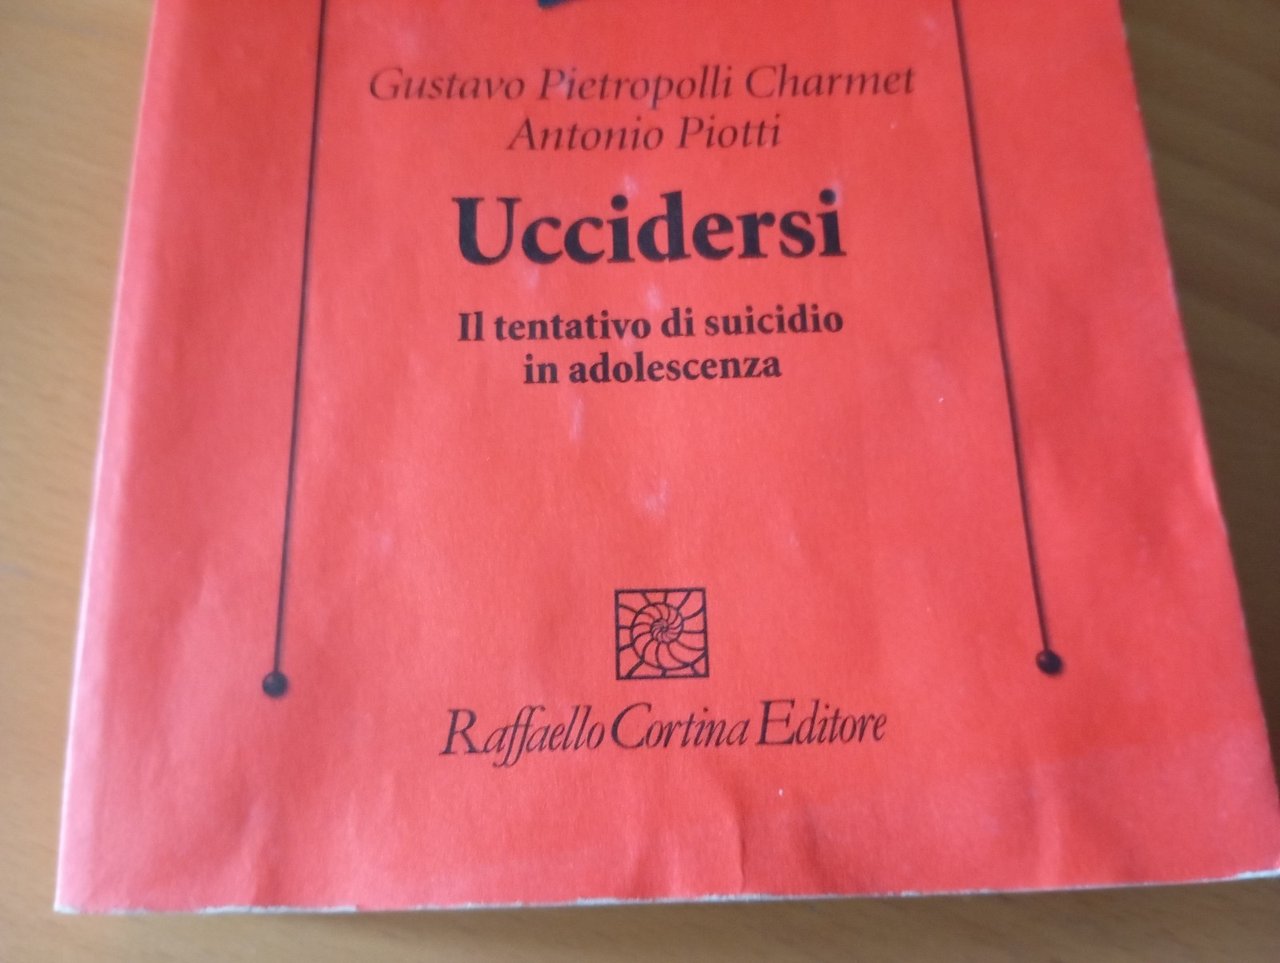 Gustavo Pietropolli Charmet
Antonio Piotti
Uccidersi
Il tentativo di suicidio
in adolescenza
Raffaello Cortina Editore